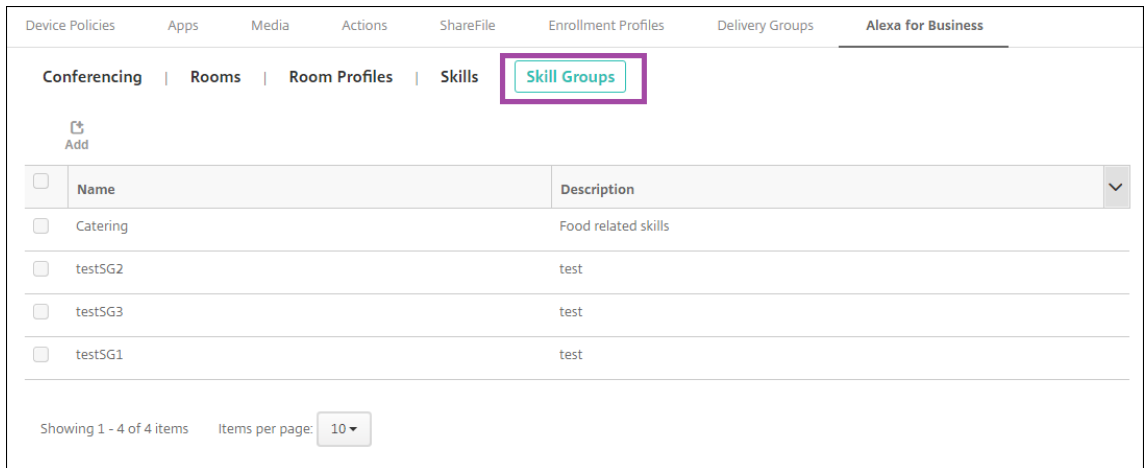 Device Policies Apps Media Actions ShareFile Enrollment Profiles Delivery Groups Alexa for Business
Conferencing | Rooms | Room Profiles | Skills Skill Groups
Add
Name Description
Catering Food related skills
testSG2 test
testSG3 test
testSG1 test
Showing 1 - 4 of 4 items Items per page: 10